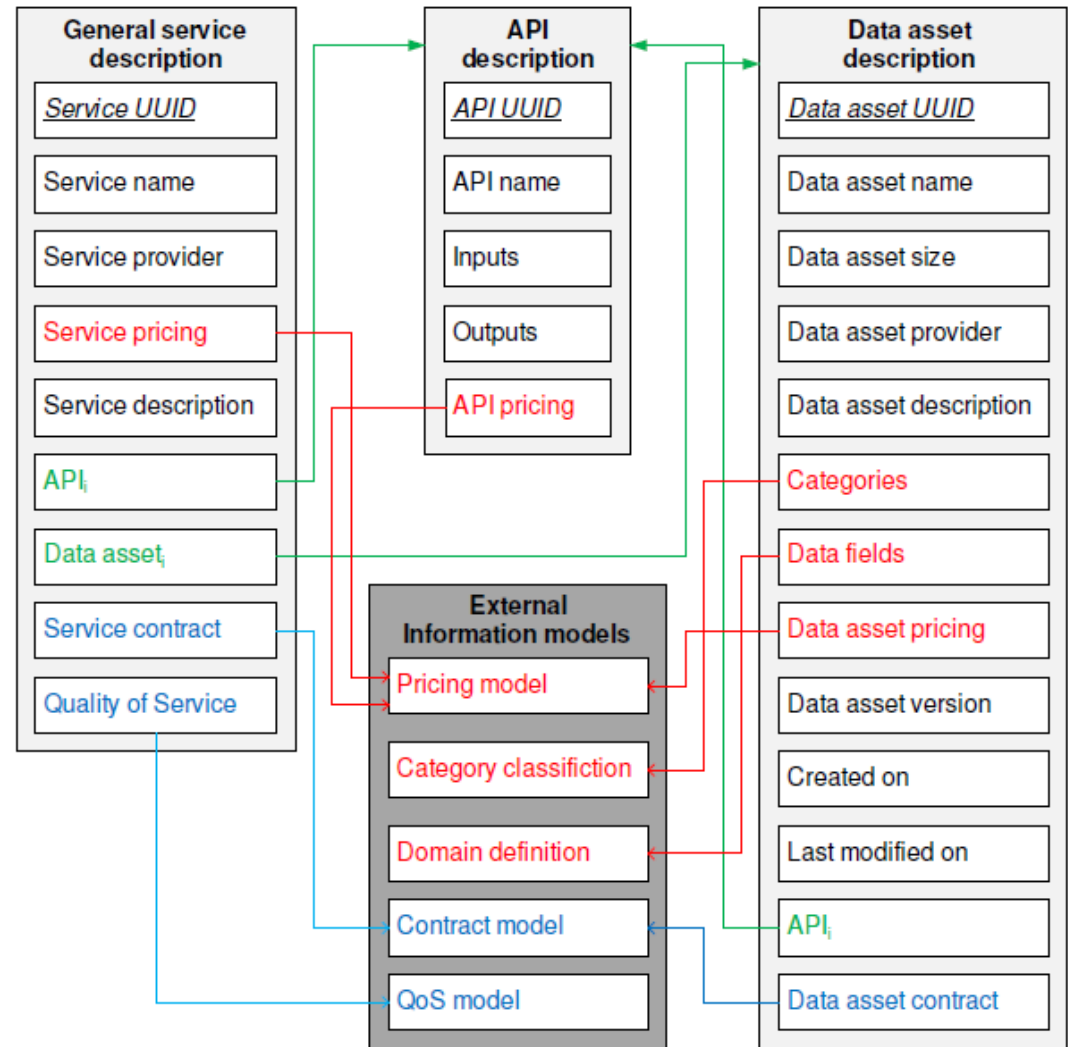 General service
description
Service UUID
Service name
Service provider
Service pricing
Service description
APIi
Data asseti
Service contract
Quality of Service
API
description
API UUID
API name
Inputs
Outputs
API pricing
External
Information models
Pricing model
Category classifiction
Domain definition
Contract model
QoS model
Data asset
description
Data asset UUID
Data asset name
Data asset size
Data asset provider
Data asset description
Categories
Data fields
Data asset pricing
Data asset version
Created on
Last modified on
APIi
Data asset contract